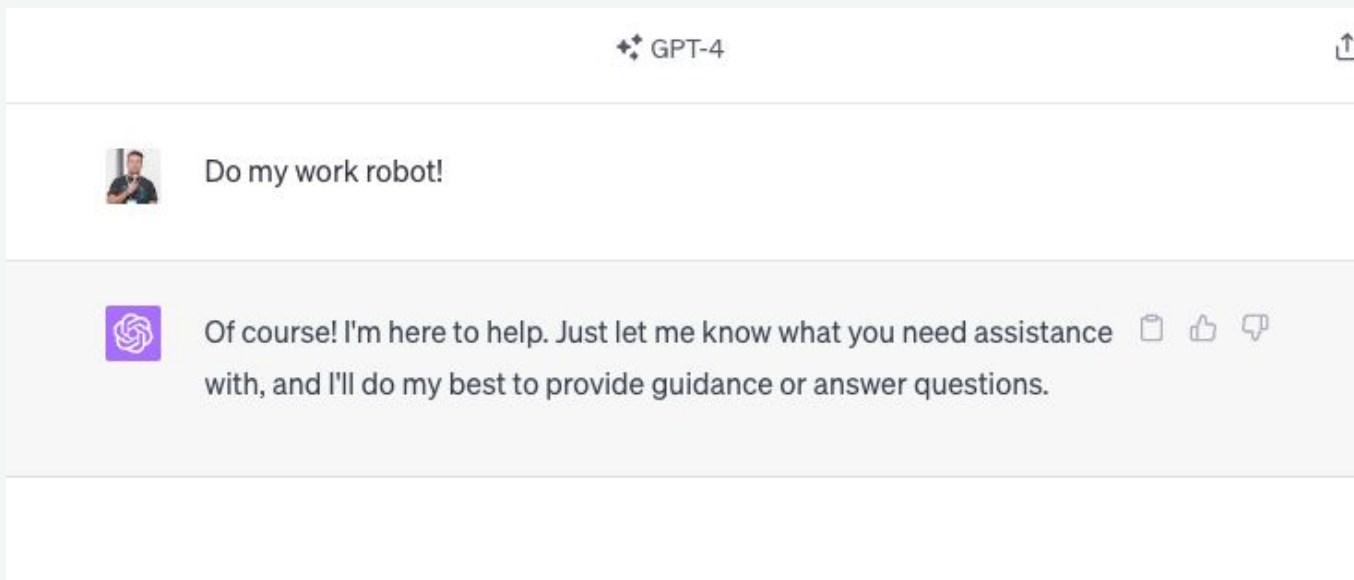 GPT-4
Do my work robot!
Of course! I'm here to help. Just let me know what you need assistance
with, and I'll do my best to provide guidance or answer questions.